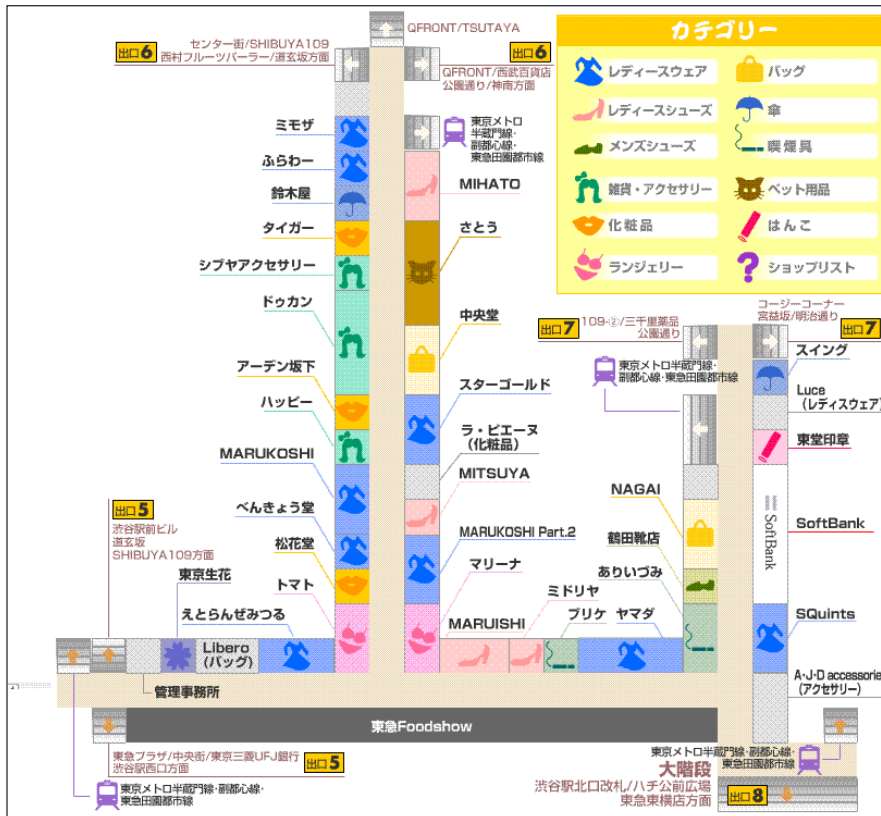 QFRONT/TSUTAYA
センター街/SHIBUYA109
西村フルーツパーラー/道玄坂方面
出口6
出口6
QFRONT/西武百貨店
公園通り/神南方面
カテゴリー
レディースウェア
バッグ
レディースシューズ
傘
メンズシューズ
喫煙具
雑貨・アクセサリー
ペット用品
化粧品
はんこ
ランジェリー
ショップリスト
東京メトロ
半蔵門線・
副都心線・
東急田園都市線
ミモザ
ふらわー
鈴木屋
タイガー
シブヤアクセサリー
ドゥカン
アーデン坂下
ハッピー
MARUKOSHI
べんきょう堂
松花堂
トマト
MIHATO
さとう
中央堂
スターゴールド
ラ・ピエーヌ
(化粧品)
MITSUYA
MARUKOSHI Part.2
マリーナ
MARUISHI
ミドリヤ
ブリケ
ヤマダ
出口7
109-②/三千里薬品
公園通り
東京メトロ半蔵門線・
副都心線・東急田園都市線
コージーコーナー
宮益坂/明治通り
出口7
スイング
Luce
(レディスウェア)
東堂印章
SoftBank
SoftBank
SQuints
A・J・D accessorie
(アクセサリー)
NAGAI
鶴田靴店
ありいづみ
出口5
渋谷駅前ビル
道玄坂
SHIBUYA109方面
東京生花
えとらんぜみつる
Libero
(バッグ)
管理事務所
東急Foodshow
東急プラザ/中央街/東京三菱UFJ銀行
渋谷駅西口方面
出口5
東京メトロ半蔵門線・副都心線・
東急田園都市線
東京メトロ半蔵門線・副都心線・
東急田園都市線
大階段
渋谷駅北口改札/ハチ公前広場
東急東横店方面
出口8